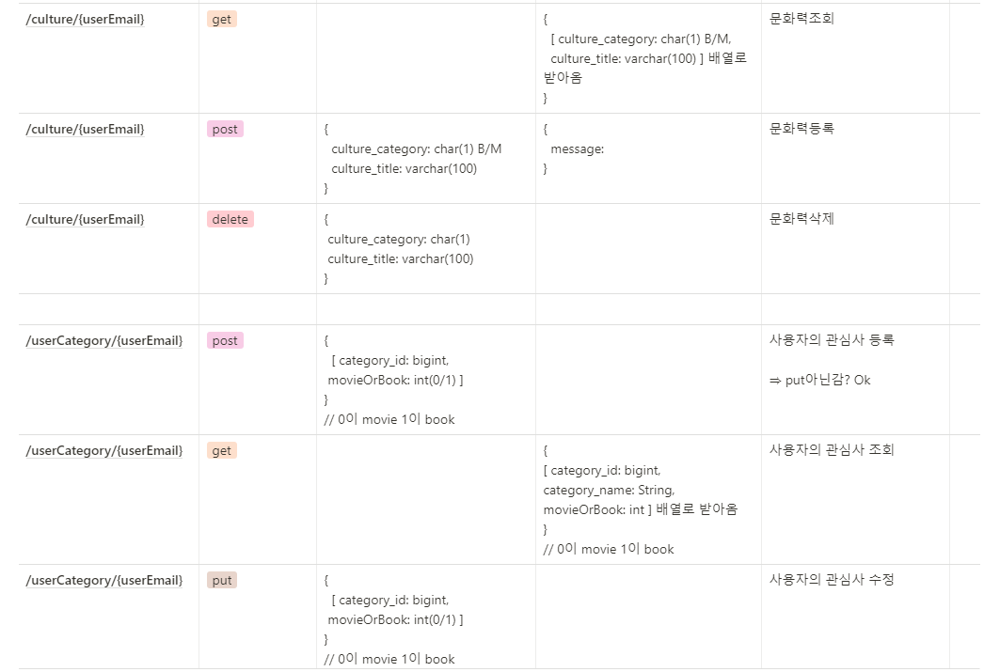 /culture/{userEmail}
get
{
[ culture_category: char(1) B/M,
culture_title: varchar(100) ] 배열로
받아옴
}
문화력조회
/culture/{userEmail}
post
{
culture_category: char(1) B/M
culture_title: varchar(100)
}
{
message:
}
문화력등록
/culture/{userEmail}
delete
{
culture_category: char(1)
culture_title: varchar(100)
}
문화력삭제
/userCategory/{userEmail}
post
{
[ category_id: bigint,
movieOrBook: int(0/1) ]
}
// 0이 movie 1이 book
사용자의 관심사 등록
⇒ put아닌감? Ok
/userCategory/{userEmail}
get
{
[ category_id: bigint,
category_name: String,
movieOrBook: int ] 배열로 받아옴
}
// 0이 movie 1이 book
사용자의 관심사 조회
/userCategory/{userEmail}
put
{
[ category_id: bigint,
movieOrBook: int(0/1) ]
}
// 0이 movie 1이 book
사용자의 관심사 수정